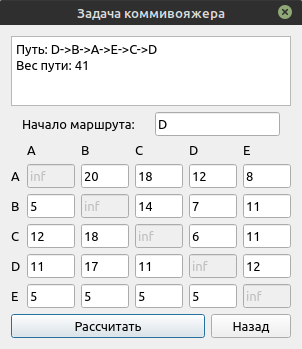 Задача коммивояжера
Путь: D->B->A->E->C->D
Вес пути: 41
Начало маршрута: D
A B C D E
A inf 20 18 12 8
B 5 inf 14 7 11
C 12 18 inf 6 11
D 11 17 11 inf 12
E 5 5 5 5 inf
Рассчитать Назад